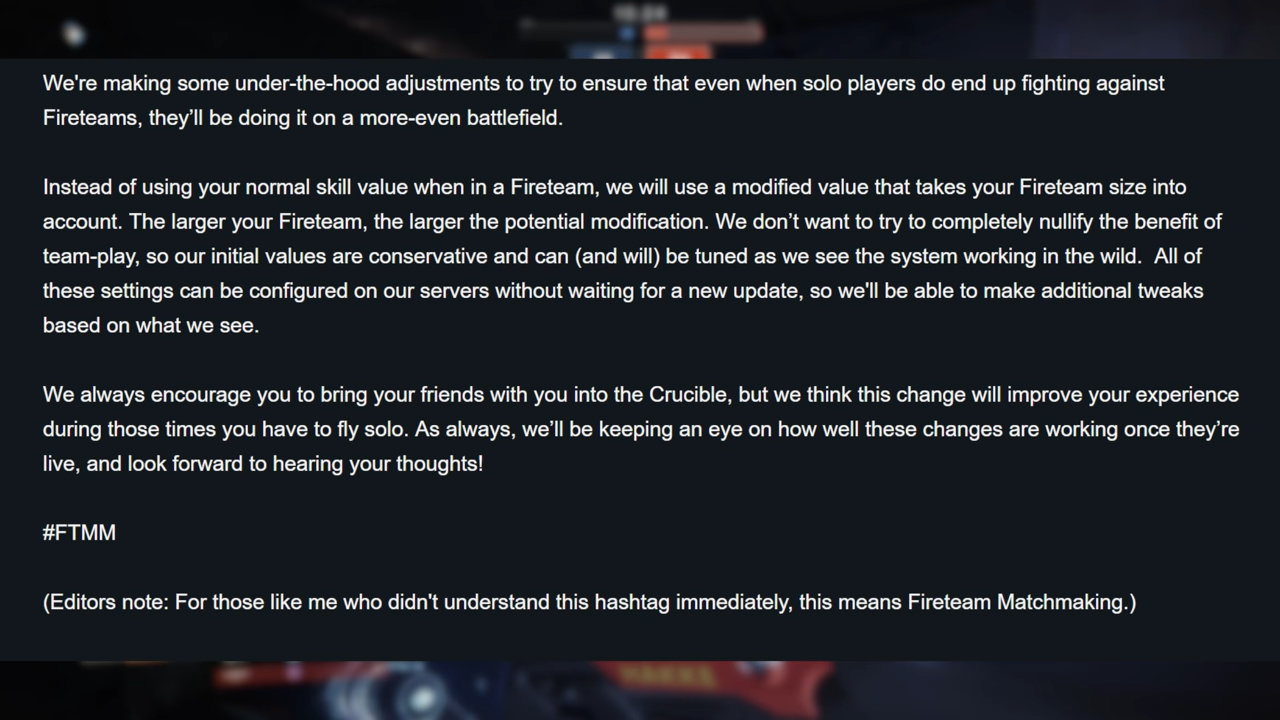 We're making some under-the-hood adjustments to try to ensure that even when solo players do end up fighting against
Fireteams, they’ll be doing it on a more-even battlefield.
Instead of using your normal skill value when in a Fireteam, we will use a modified value that takes your Fireteam size into
account. The larger your Fireteam, the larger the potential modification. We don’t want to try to completely nullify the benefit of
team-play, so our initial values are conservative and can (and will) be tuned as we see the system working in the wild.  All of
these settings can be configured on our servers without waiting for a new update, so we'll be able to make additional tweaks
based on what we see.
We always encourage you to bring your friends with you into the Crucible, but we think this change will improve your experience
during those times you have to fly solo. As always, we’ll be keeping an eye on how well these changes are working once they’re
live, and look forward to hearing your thoughts!
#FTMM
(Editors note: For those like me who didn't understand this hashtag immediately, this means Fireteam Matchmaking.)